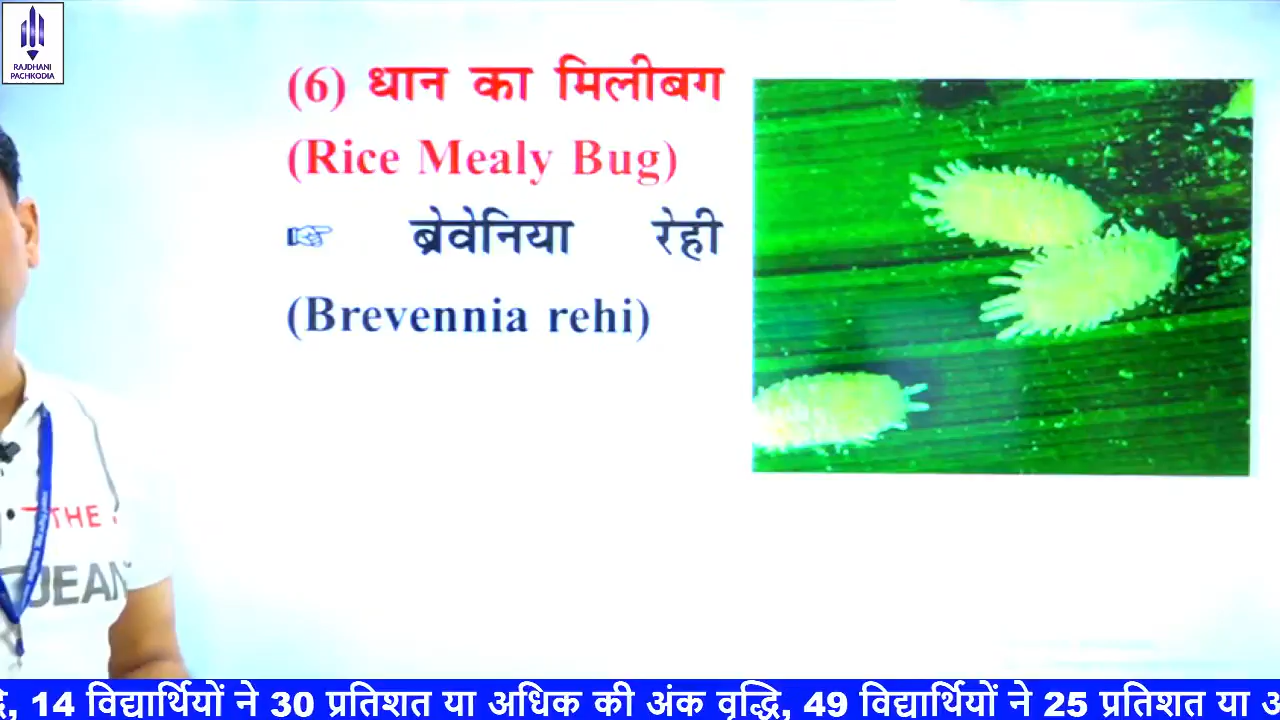 RAJDHANI
PACHKODIA
(6) धान का मिलीबग
(Rice Mealy Bug)
☞ ब्रेवेनिया रेही
(Brevennia rehi)
THE
JEAN
14 विद्यार्थियों ने 30 प्रतिशत या अधिक की अंक वृद्धि, 49 विद्यार्थियों ने 25 प्रतिशत या